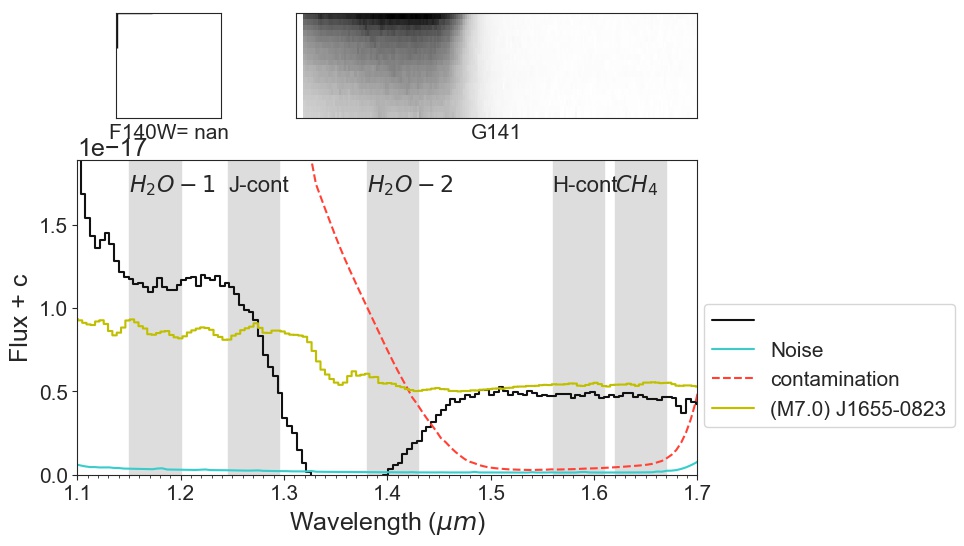 F140W= nan
G141
1e−17
H₂O − 1 J-cont H₂O − 2 H-cont CH₄
1.5
1.0
0.5
0.0
Flux + c
1.1 1.2 1.3 1.4 1.5 1.6 1.7
Wavelength (μm)
Noise
contamination
(M7.0) J1655-0823